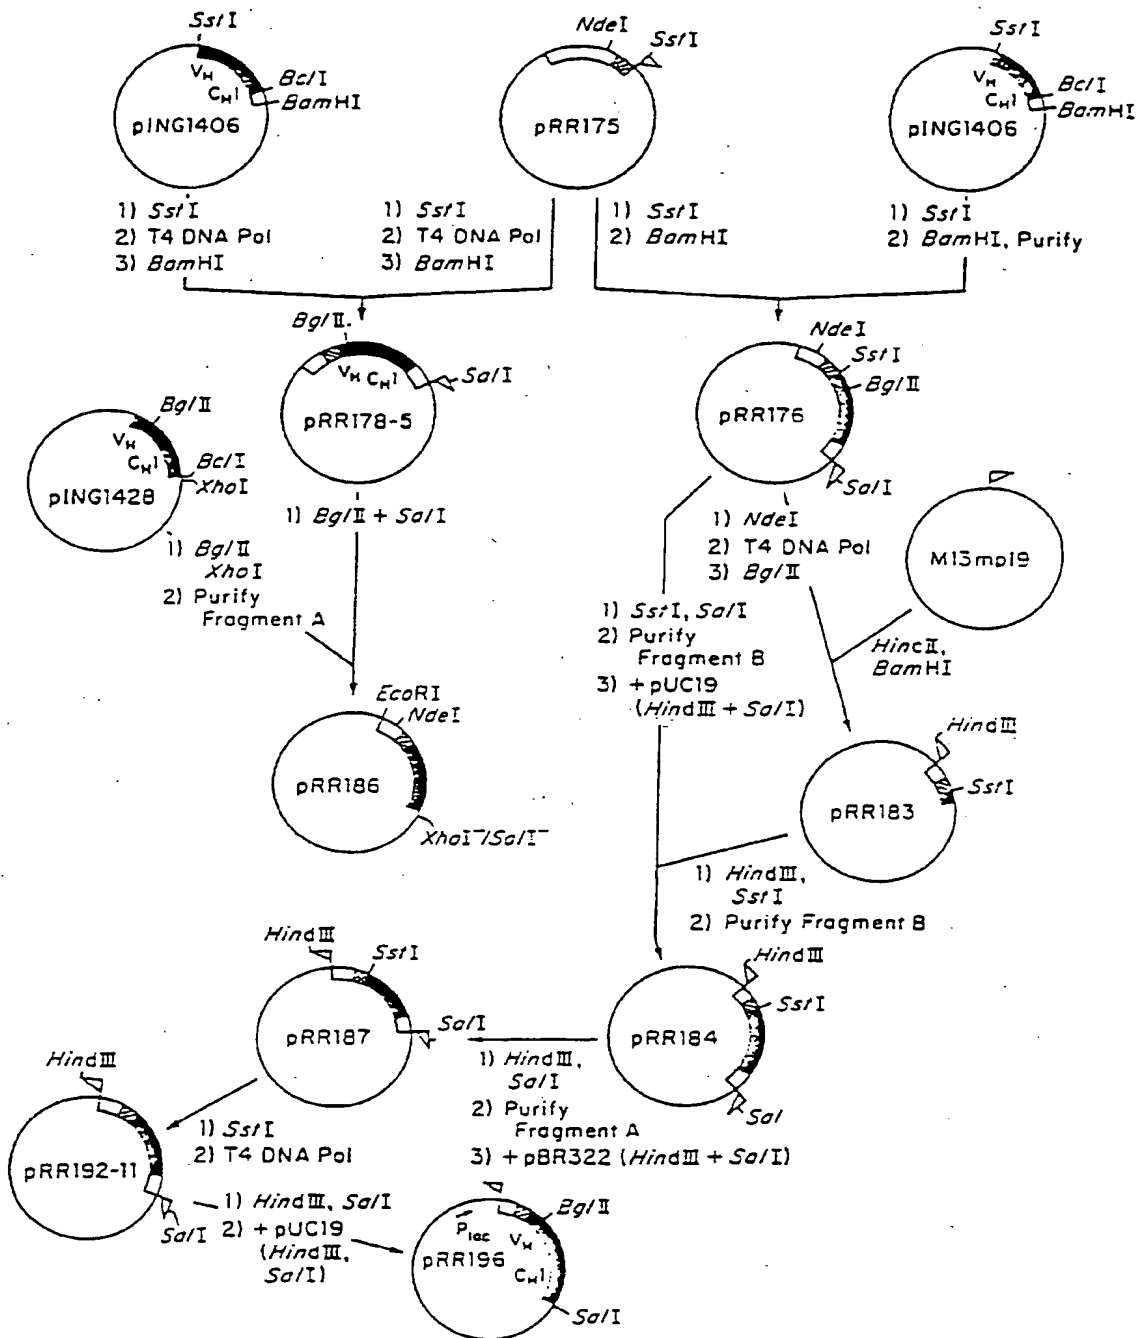 SstI
VH
CH1
BclI
BamHI
pING1406
NdeI
SstI
pRR175
SstI
VH
CH1
BclI
BamHI
pING1406
1) SstI
2) T4 DNA Pol
3) BamHI
1) SstI
2) T4 DNA Pol
3) BamHI
1) SstI
2) BamHI
1) SstI
2) BamHI, Purify
BglII
VH CH1
SalI
pRR178-5
NdeI
SstI
BglII
pRR176
SalI
BglII
VH
CH1
BclI
XhoI
pING1428
1) BglII + SalI
1) BglII
XhoI
2) Purify
Fragment A
1) NdeI
2) T4 DNA Pol
3) BglII
M13mp19
1) SstI, SalI
2) Purify
Fragment B
3) + pUC19
(HindIII + SalI)
HincII,
BamHI
EcoRI
NdeI
pRR186
XhoI⁻/SalI⁻
HindIII
SstI
pRR183
1) HindIII,
SstI
2) Purify Fragment B
HindIII
SstI
SalI
pRR187
HindIII
SstI
pRR184
Sal
1) HindIII,
SalI
2) Purify
Fragment A
3) + pBR322 (HindIII + SalI)
HindIII
pRR192-11
SalI
1) SstI
2) T4 DNA Pol
1) HindIII, SalI
2) + pUC19
(HindIII,
SalI)
BglII
Plac
VH
pRR196
CH1
SalI